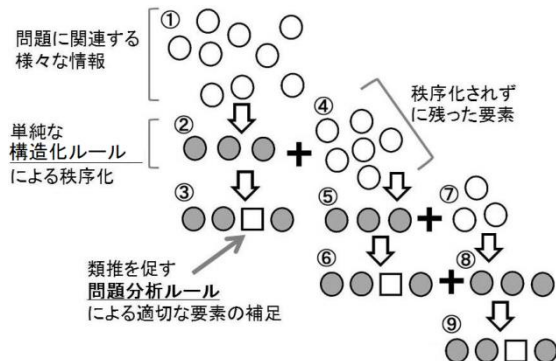 ①
問題に関連する
様々な情報
④
秩序化されず
に残った要素
単純な
構造化ルール
による秩序化
②
+
③
⑤
+
⑦
類推を促す
問題分析ルール
による適切な要素の補足
⑥
+
⑧
⑨